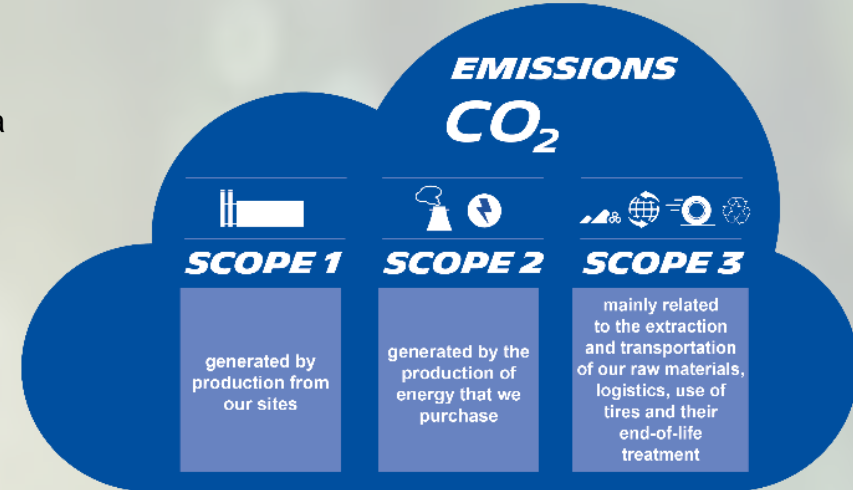 EMISSIONS
CO₂
a
SCOPE 1
SCOPE 2
SCOPE 3
generated by
production from
our sites
generated by the
production of
energy that we
purchase
mainly related
to the extraction
and transportation
of our raw materials,
logistics, use of
tires and their
end-of-life
treatment